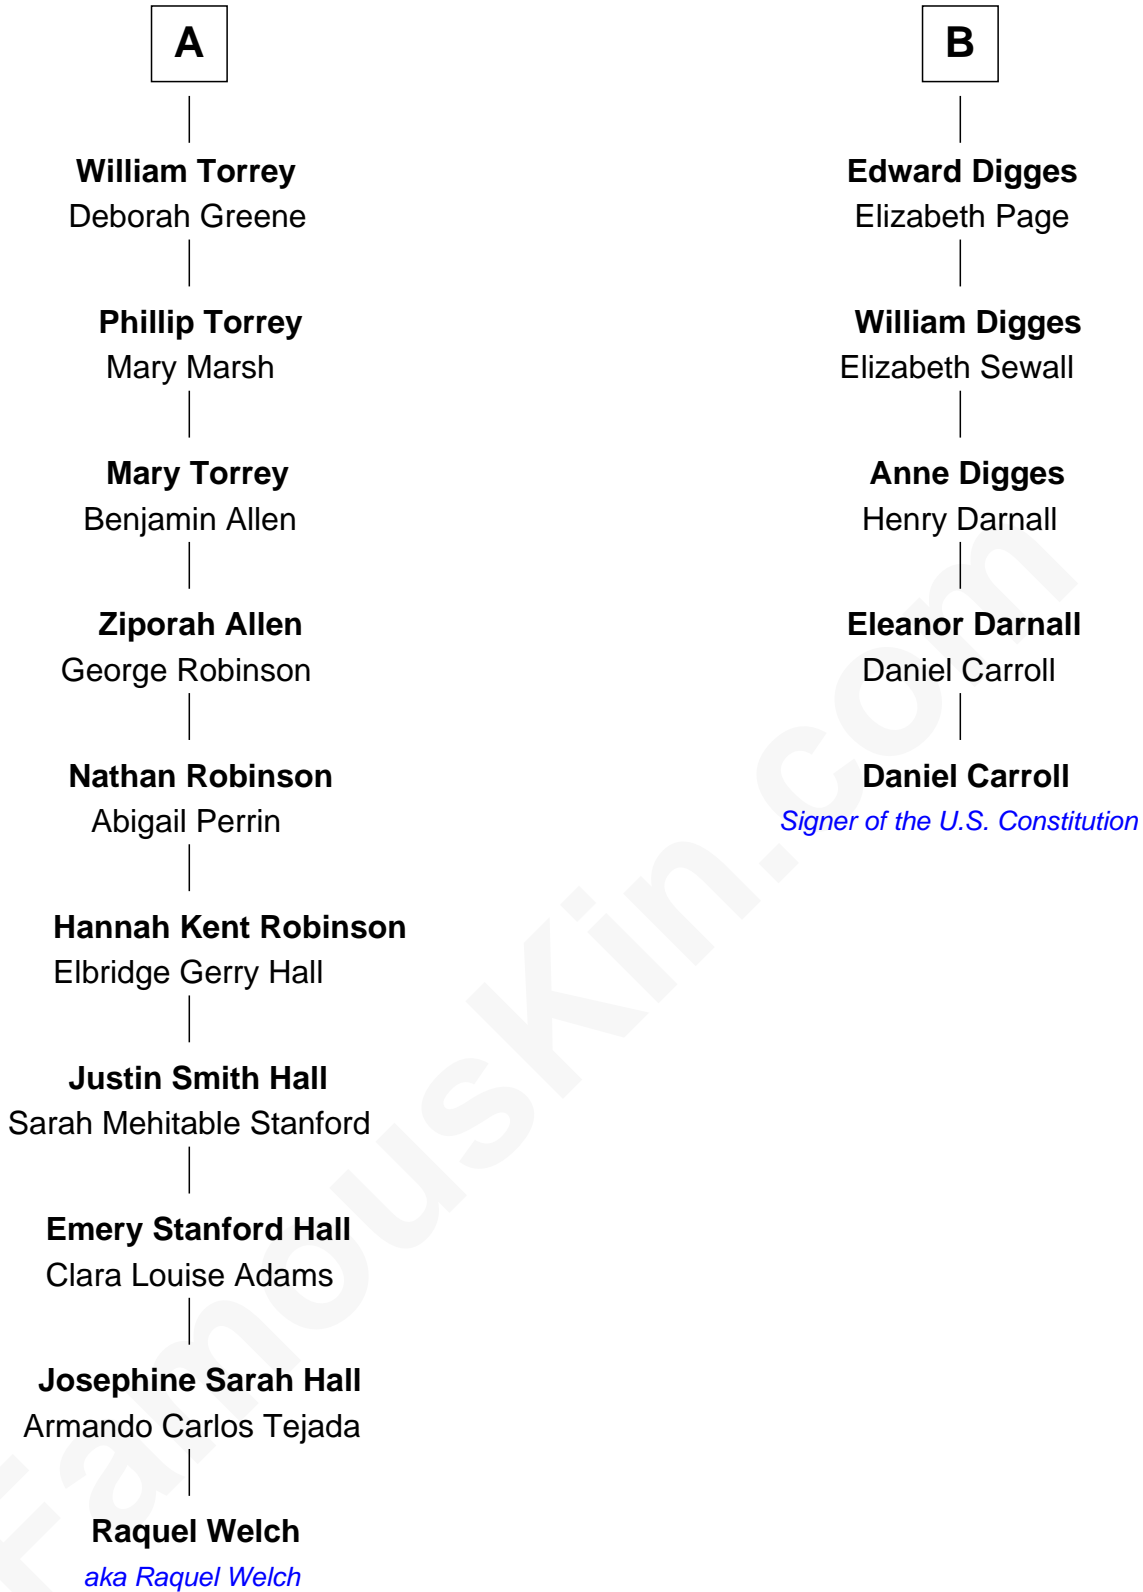 A
William Torrey
Deborah Greene
Phillip Torrey
Mary Marsh
Mary Torrey
Benjamin Allen
Ziporah Allen
George Robinson
Nathan Robinson
Abigail Perrin
Hannah Kent Robinson
Elbridge Gerry Hall
Justin Smith Hall
Sarah Mehitable Stanford
Emery Stanford Hall
Clara Louise Adams
Josephine Sarah Hall
Armando Carlos Tejada
Raquel Welch
aka Raquel Welch
B
Edward Digges
Elizabeth Page
William Digges
Elizabeth Sewall
Anne Digges
Henry Darnall
Eleanor Darnall
Daniel Carroll
Daniel Carroll
Signer of the U.S. Constitution
FamousKin.com